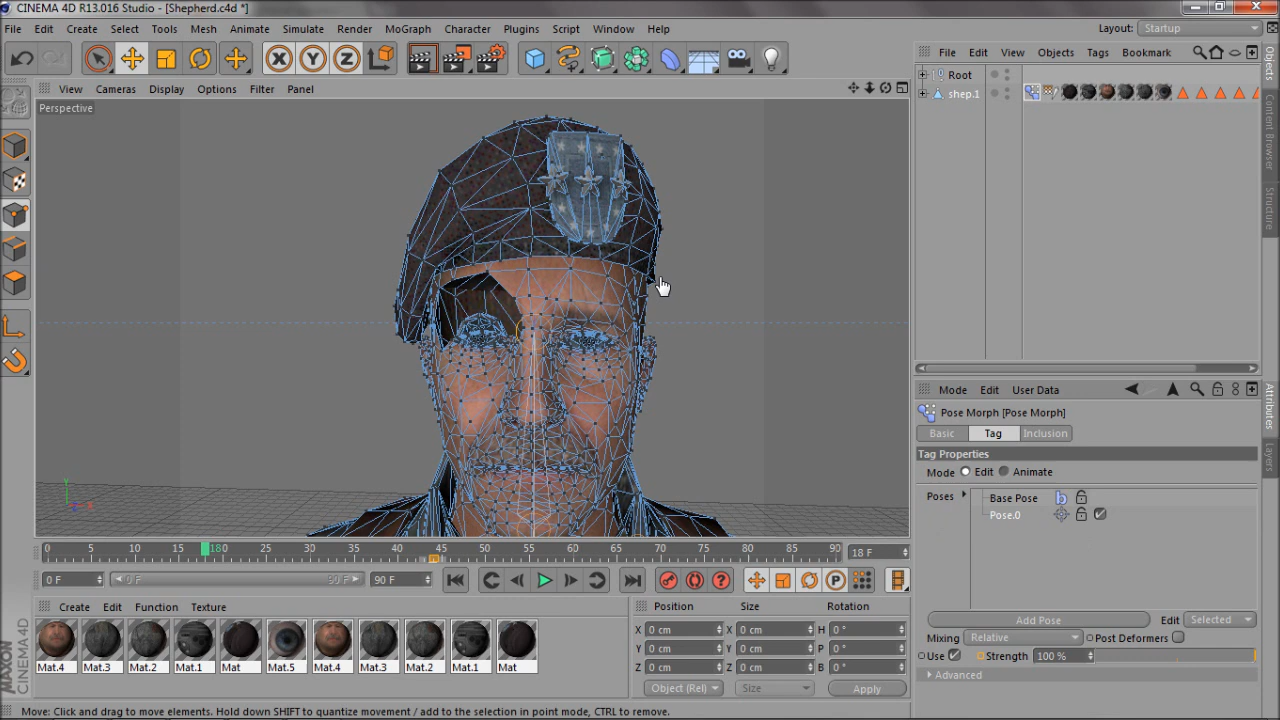 CINEMA 4D R13.016 Studio - [Shepherd.c4d *]
File Edit Create Select Tools Mesh Animate Simulate Render MoGraph Character Plugins Script Window Help
Layout: Startup
File Edit View Objects Tags Bookmark
View Cameras Display Options Filter Panel
Perspective
Root
shep.1
Objects
Content Browser
Structure
X Y Z
Mode Edit User Data
Pose Morph [Pose Morph]
Basic Tag Inclusion
Tag Properties
Mode Edit Animate
Poses
Base Pose
Pose.0
Add Pose Edit Selected
Mixing Relative Post Deformers
Use Strength 100 %
Advanced
Attributes
Layers
0 5 10 15 18 0 25 30 35 40 45 50 55 60 65 70 75 80 85 90 18 F
0 F 0 F 90 F 90 F
P
Create Edit Function Texture
Mat.4 Mat.3 Mat.2 Mat.1 Mat Mat.5 Mat.4 Mat.3 Mat.2 Mat.1 Mat
Position Size Rotation
X 0 cm X 0 cm H 0 °
Y 0 cm Y 0 cm P 0 °
Z 0 cm Z 0 cm B 0 °
Object (Rel) Size Apply
MAXON
CINEMA 4D
Move: Click and drag to move elements. Hold down SHIFT to quantize movement / add to the selection in point mode, CTRL to remove.